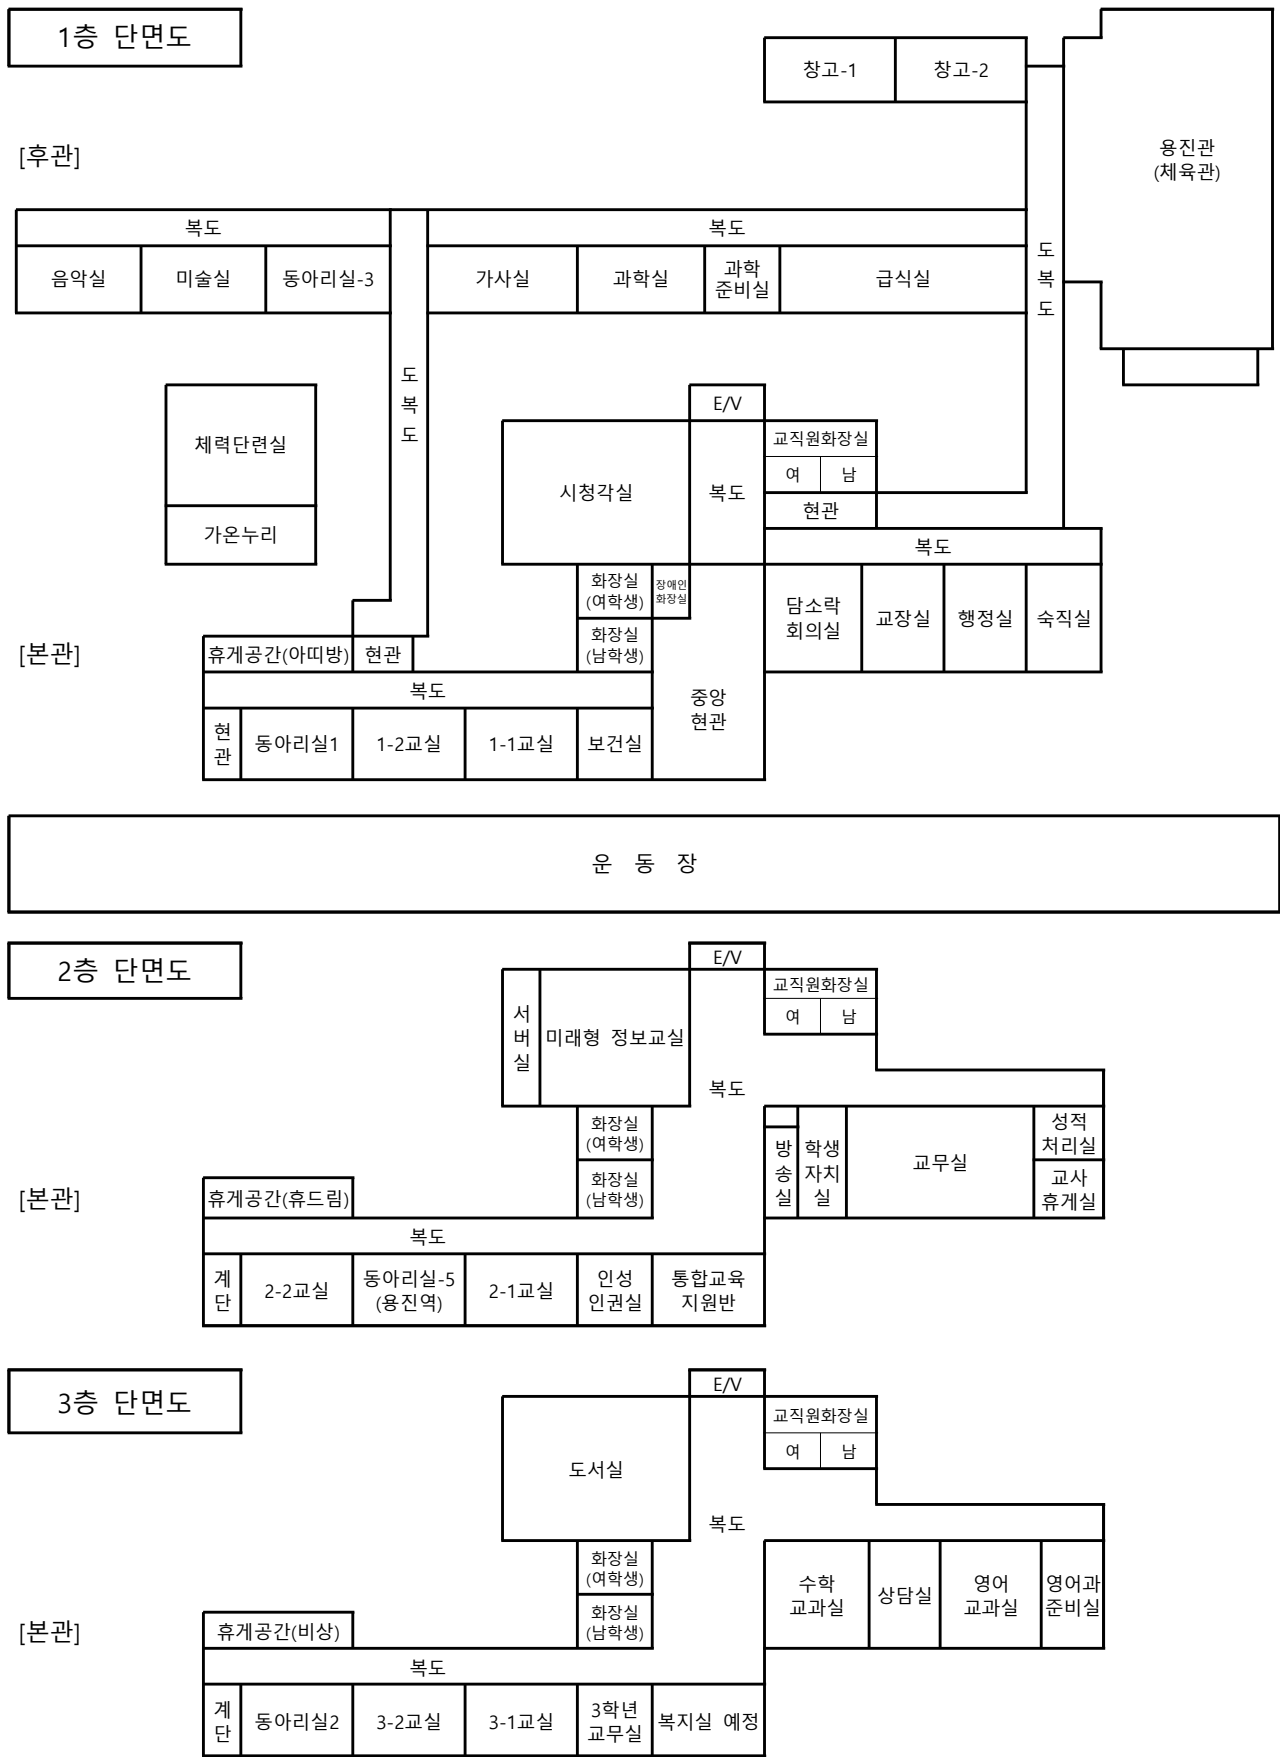 1층 단면도
창고-1
창고-2
용진관
(체육관)
[후관]
복도
복도
음악실
미술실
동아리실-3
가사실
과학실
과학
준비실
급식실
도
복
도
도
복
도
체력단련실
가온누리
E/V
시청각실
복도
교직원화장실
여
남
현관
복도
화장실
(여학생)
장애인
화장실
화장실
(남학생)
담소락
회의실
교장실
행정실
숙직실
[본관]
휴게공간(아띠방)
현관
복도
중앙
현관
현
관
동아리실1
1-2교실
1-1교실
보건실
운 동 장
2층 단면도
E/V
서
버
실
미래형 정보교실
교직원화장실
여
남
복도
화장실
(여학생)
화장실
(남학생)
방
송
실
학생
자치
실
교무실
성적
처리실
교사
휴게실
[본관]
휴게공간(휴드림)
복도
계
단
2-2교실
동아리실-5
(용진역)
2-1교실
인성
인권실
통합교육
지원반
3층 단면도
E/V
도서실
교직원화장실
여
남
복도
화장실
(여학생)
화장실
(남학생)
수학
교과실
상담실
영어
교과실
영어과
준비실
[본관]
휴게공간(비상)
복도
계
단
동아리실2
3-2교실
3-1교실
3학년
교무실
복지실 예정